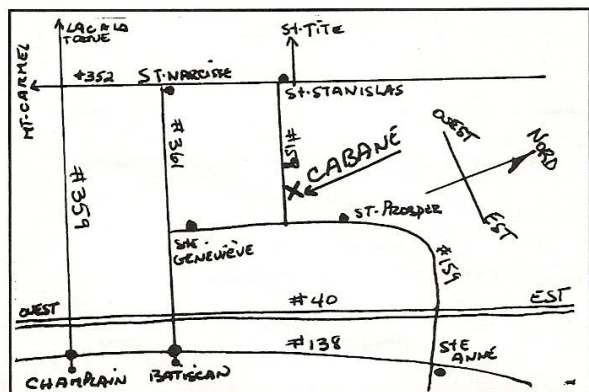 LAC A LA
TORTUE
ST-TITE
#352
ST-NARCISSE
ST-STANISLAS
MT-CARMEL
#359
#361
#159
CABANÉ
OUEST
NORD
EST
ST-PROSPER
STE-
GENEVIÈVE
#159
#40
OUEST
EST
#138
STE
ANNE
CHAMPLAIN
BATISCAN